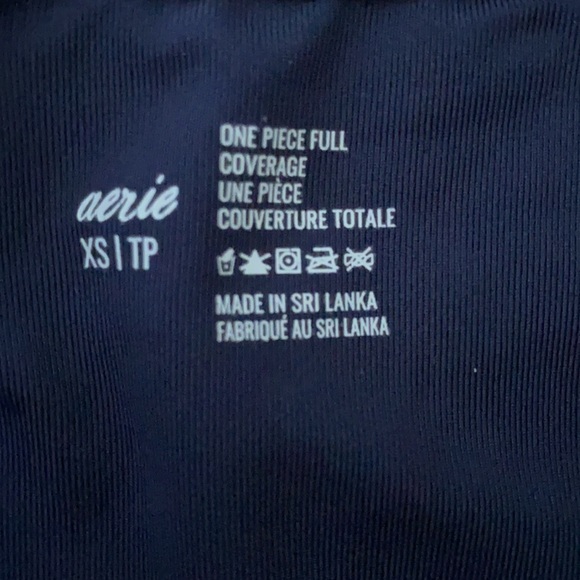 aerie
XS | TP
ONE PIECE FULL
COVERAGE
UNE PIÈCE
COUVERTURE TOTALE
MADE IN SRI LANKA
FABRIQUÉ AU SRI LANKA